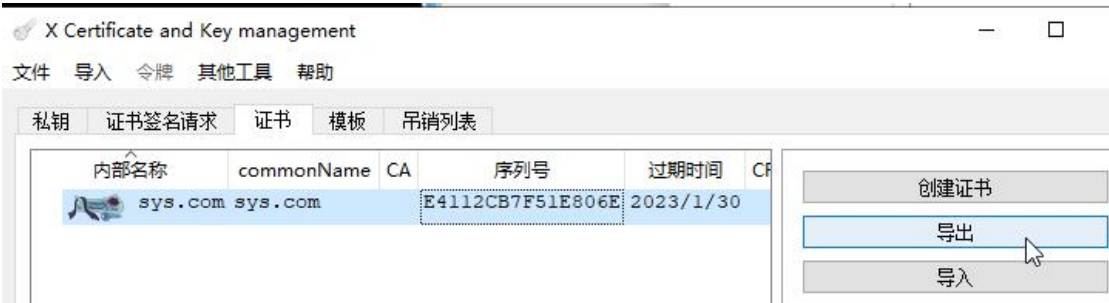 X Certificate and Key management
文件 导入 令牌 其他工具 帮助
私钥 证书签名请求 证书 模板 吊销列表
内部名称 commonName CA 序列号 过期时间
sys.com sys.com E4112CB7F51E806E 2023/1/30
创建证书
导出
导入